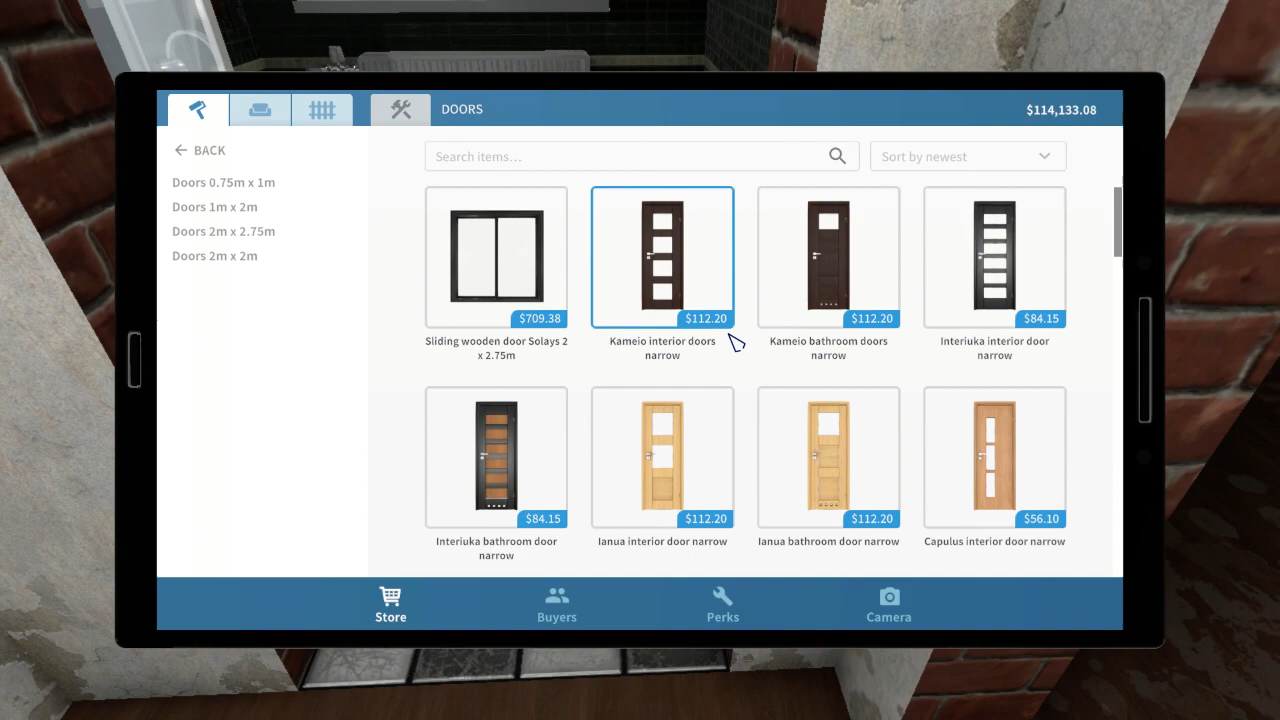 DOORS
$114,133.08
BACK
Search items...
Sort by newest
Doors 0.75m x 1m
Doors 1m x 2m
Doors 2m x 2.75m
Doors 2m x 2m
$709.38
$112.20
$112.20
$84.15
Sliding wooden door Solays 2
x 2.75m
Kameio interior doors
narrow
Kameio bathroom doors
narrow
Interiuka interior door
narrow
$84.15
$112.20
$112.20
$56.10
Interiuka bathroom door
narrow
Ianua interior door narrow
Ianua bathroom door narrow
Capulus interior door narrow
Store
Buyers
Perks
Camera